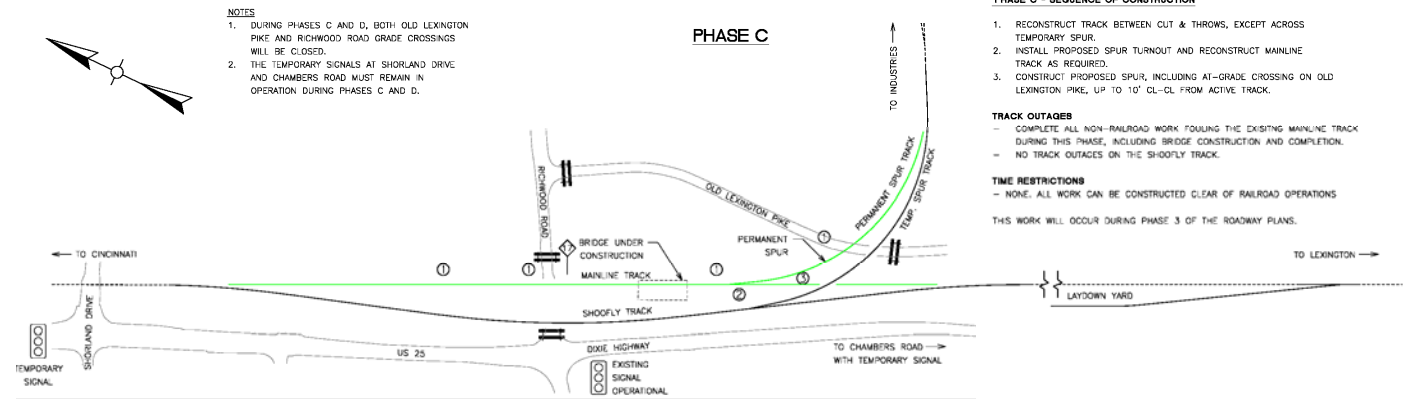 NOTES
1. DURING PHASES C AND D, BOTH OLD LEXINGTON
PIKE AND RICHWOOD ROAD GRADE CROSSINGS
WILL BE CLOSED.
2. THE TEMPORARY SIGNALS AT SHORLAND DRIVE
AND CHAMBERS ROAD MUST REMAIN IN
OPERATION DURING PHASES C AND D.
PHASE C
PHASE C - SEQUENCE OF CONSTRUCTION
1. RECONSTRUCT TRACK BETWEEN CUT & THROWS, EXCEPT ACROSS
TEMPORARY SPUR.
2. INSTALL PROPOSED SPUR TURNOUT AND RECONSTRUCT MAINLINE
TRACK AS REQUIRED.
3. CONSTRUCT PROPOSED SPUR, INCLUDING AT-GRADE CROSSING ON OLD
LEXINGTON PIKE, UP TO 10' CL-CL FROM ACTIVE TRACK.
TRACK OUTAGES
- COMPLETE ALL NON-RAILROAD WORK FOULING THE EXISITNG MAINLINE TRACK
DURING THIS PHASE, INCLUDING BRIDGE CONSTRUCTION AND COMPLETION.
- NO TRACK OUTAGES ON THE SHOOFLY TRACK.
TIME RESTRICTIONS
- NONE. ALL WORK CAN BE CONSTRUCTED CLEAR OF RAILROAD OPERATIONS
THIS WORK WILL OCCUR DURING PHASE 3 OF THE ROADWAY PLANS.
TO INDUSTRIES
RICHWOOD ROAD
OLD LEXINGTON PIKE
PERMANENT SPUR TRACK
TEMP. SPUR TRACK
1
PERMANENT
SPUR
17
BRIDGE UNDER
CONSTRUCTION
TO CINCINNATI
TO LEXINGTON
1
1
MAINLINE TRACK
1
3
2
LAYDOWN YARD
SHOOFLY TRACK
SHORLAND DRIVE
US 25
DIXIE HIGHWAY
TO CHAMBERS ROAD
WITH TEMPORARY SIGNAL
TEMPORARY
SIGNAL
EXISTING
SIGNAL
OPERATIONAL